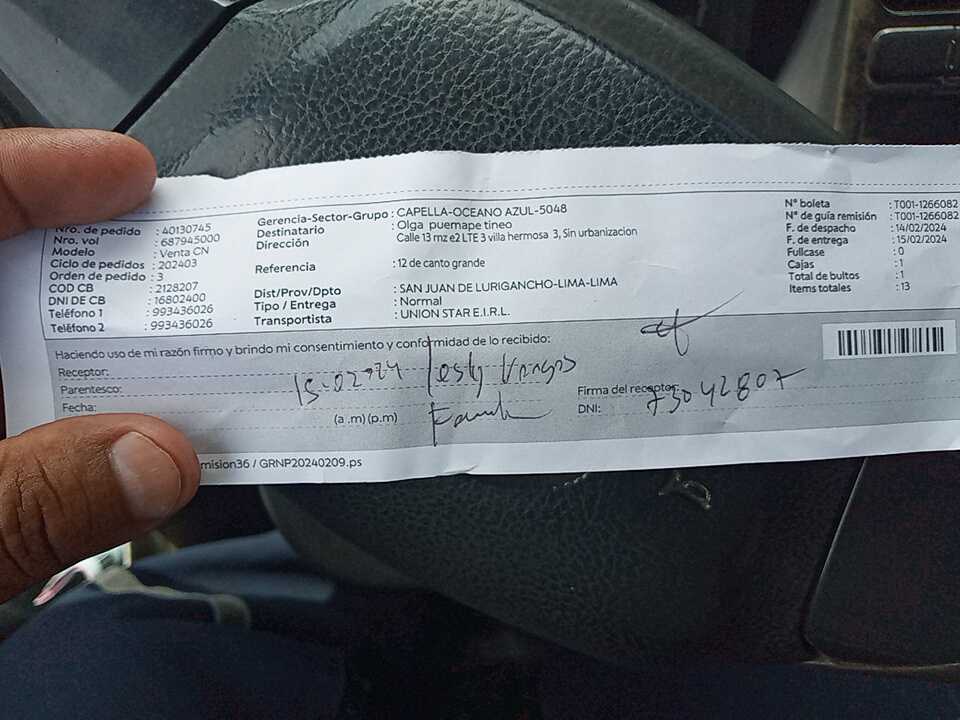 Nro. de pedido : 40130745
Nro. vol : 687945000
Modelo : Venta CN
Ciclo de pedidos : 202403
Orden de pedido : 3
COD CB : 2128207
DNI DE CB : 16802400
Teléfono 1 : 993436026
Teléfono 2 : 993436026
Gerencia-Sector-Grupo : CAPELLA-OCEANO AZUL-5048
Destinatario : Olga puemape tineo
Dirección Calle 13 mz e2 LTE 3 villa hermosa 3, Sin urbanizacion
Referencia : 12 de canto grande
Dist/Prov/Dpto : SAN JUAN DE LURIGANCHO-LIMA-LIMA
Tipo / Entrega : Normal
Transportista : UNION STAR E.I.R.L.
N° boleta : T001-1266082
N° de guía remisión : T001-1266082
F. de despacho : 14/02/2024
F. de entrega : 15/02/2024
Fullcase : 0
Cajas : 1
Total de bultos : 1
Items totales : 13
Haciendo uso de mi razón firmo y brindo mi consentimiento y conformidad de lo recibido:
Receptor:
Parentesco:
Fecha:
15-02-24
(a .m) (p.m)
Firma del receptor:
DNI: 73042807
mision36 / GRNP20240209.ps